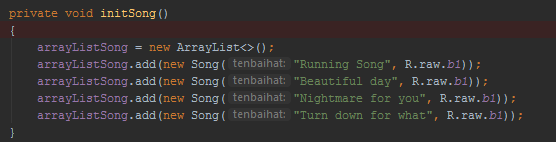 private void initSong()
{
arrayListSong = new ArrayList<>();
arrayListSong.add(new Song( tenbaihat: "Running Song", R.raw.b1));
arrayListSong.add(new Song( tenbaihat: "Beautiful day", R.raw.b1));
arrayListSong.add(new Song( tenbaihat: "Nightmare for you", R.raw.b1));
arrayListSong.add(new Song( tenbaihat: "Turn down for what", R.raw.b1));
}